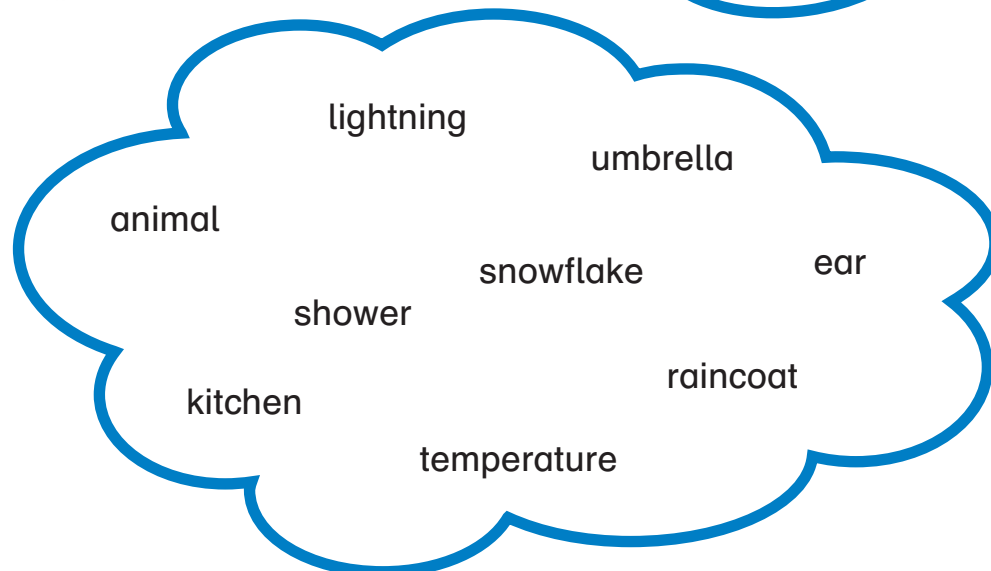 lightning
umbrella
animal
ear
snowflake
shower
raincoat
kitchen
temperature